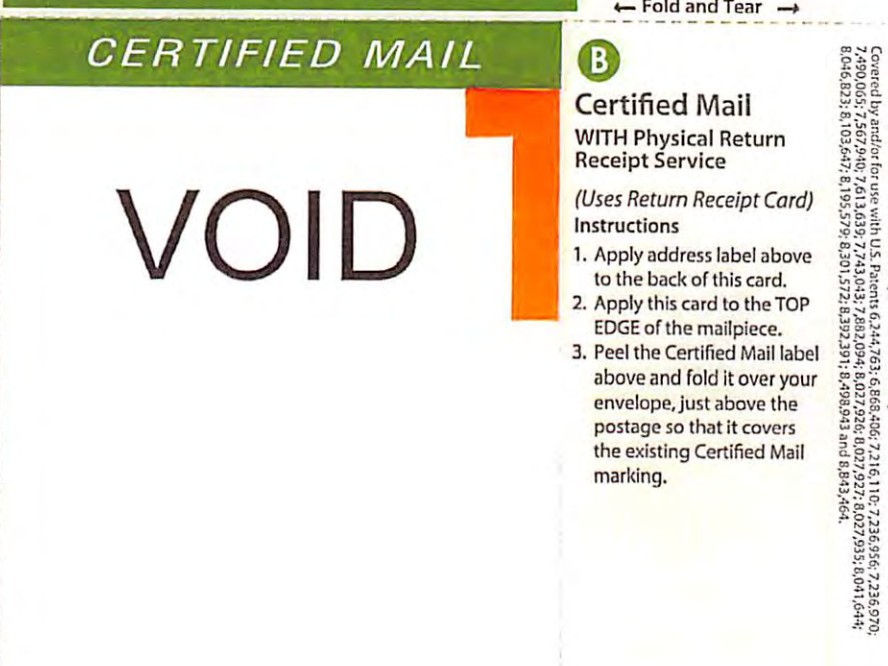 ← Fold and Tear →
CERTIFIED MAIL
VOID
B
Certified Mail
WITH Physical Return
Receipt Service
(Uses Return Receipt Card)
Instructions
1. Apply address label above
to the back of this card.
2. Apply this card to the TOP
EDGE of the mailpiece.
3. Peel the Certified Mail label
above and fold it over your
envelope, just above the
postage so that it covers
the existing Certified Mail
marking.
Covered by and/or for use with U.S. Patents 6,244,763; 6,868,406; 7,216,110; 7,236,956; 7,236,970;
7,490,065; 7,567,940; 7,613,639; 7,743,043; 7,882,094; 8,027,926; 8,027,927; 8,027,935; 8,041,644;
8,046,823; 8,103,647; 8,195,579; 8,301,572; 8,392,391; 8,498,943 and 8,843,464.